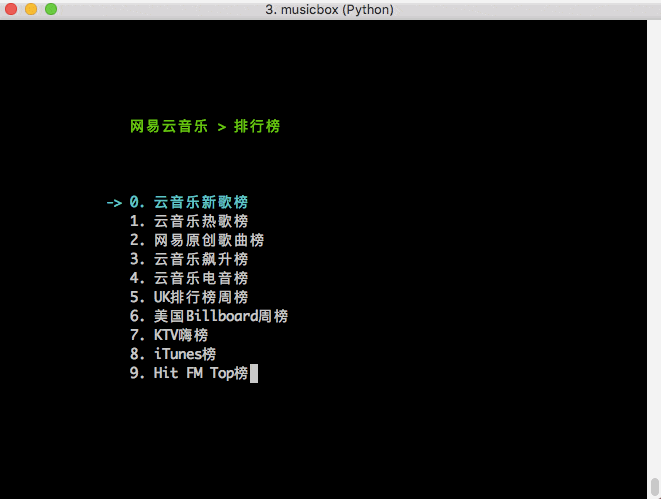 3. musicbox (Python)
网易云音乐 > 排行榜
-> 0. 云音乐新歌榜
1. 云音乐热歌榜
2. 网易原创歌曲榜
3. 云音乐飙升榜
4. 云音乐电音榜
5. UK排行榜周榜
6. 美国Billboard周榜
7. KTV嗨榜
8. iTunes榜
9. Hit FM Top榜